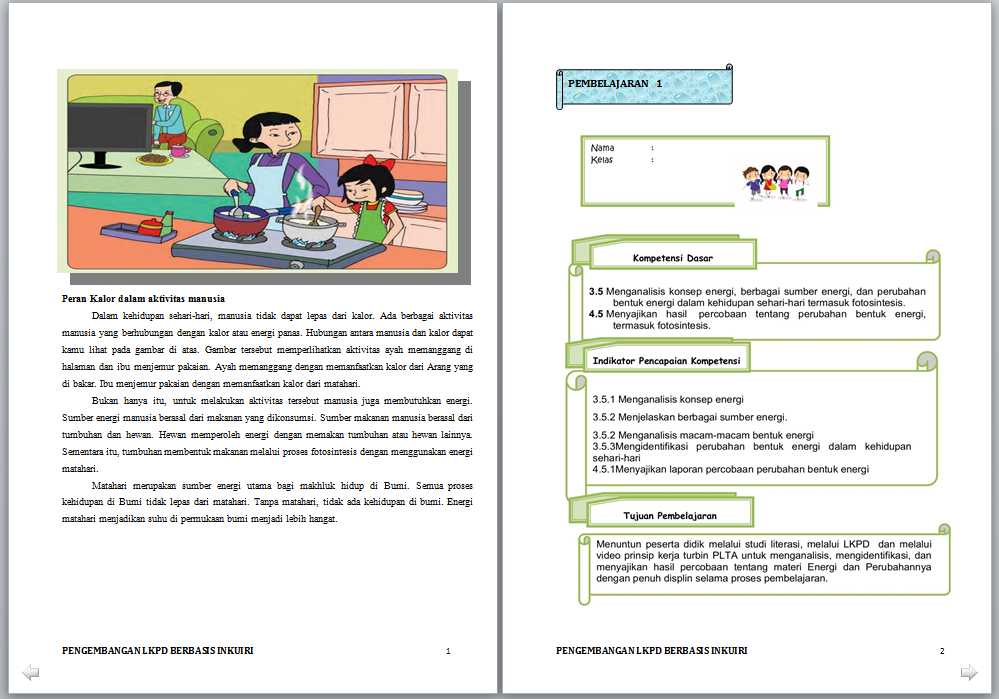 Peran Kalor dalam aktivitas manusia
Dalam kehidupan sehari-hari, manusia tidak dapat lepas dari kalor. Ada berbagai aktivitas
manusia yang berhubungan dengan kalor atau energi panas. Hubungan antara manusia dan kalor dapat
kamu lihat pada gambar di atas. Gambar tersebut memperlihatkan aktivitas ayah memanggang di
halaman dan ibu menjemur pakaian. Ayah memanggang dengan memanfaatkan kalor dari Arang yang
di bakar. Ibu menjemur pakaian dengan memanfaatkan kalor dari matahari.
Bukan hanya itu, untuk melakukan aktivitas tersebut manusia juga membutuhkan energi.
Sumber energi manusia berasal dari makanan yang dikonsumsi. Sumber makanan manusia berasal dari
tumbuhan dan hewan. Hewan memperoleh energi dengan memakan tumbuhan atau hewan lainnya.
Sementara itu, tumbuhan membentuk makanan melalui proses fotosintesis dengan menggunakan energi
matahari.
Matahari merupakan sumber energi utama bagi makhluk hidup di Bumi. Semua proses
kehidupan di Bumi tidak lepas dari matahari. Tanpa matahari, tidak ada kehidupan di bumi. Energi
matahari menjadikan suhu di permukaan bumi menjadi lebih hangat.
PENGEMBANGAN LKPD BERBASIS INKUIRI 1
PEMBELAJARAN 1
Nama :
Kelas :
Kompetensi Dasar
3.5 Menganalisis konsep energi, berbagai sumber energi, dan perubahan
bentuk energi dalam kehidupan sehari-hari termasuk fotosintesis.
4.5 Menyajikan hasil percobaan tentang perubahan bentuk energi,
termasuk fotosintesis.
Indikator Pencapaian Kompetensi
3.5.1 Menganalisis konsep energi
3.5.2 Menjelaskan berbagai sumber energi.
3.5.2 Menganalisis macam-macam bentuk energi
3.5.3Mengidentifikasi perubahan bentuk energi dalam kehidupan
sehari-hari
4.5.1Menyajikan laporan percobaan perubahan bentuk energi
Tujuan Pembelajaran
Menuntun peserta didik melalui studi literasi, melalui LKPD dan melalui
video prinsip kerja turbin PLTA untuk menganalisis, mengidentifikasi, dan
menyajikan hasil percobaan tentang materi Energi dan Perubahannya
dengan penuh displin selama proses pembelajaran.
PENGEMBANGAN LKPD BERBASIS INKUIRI 2